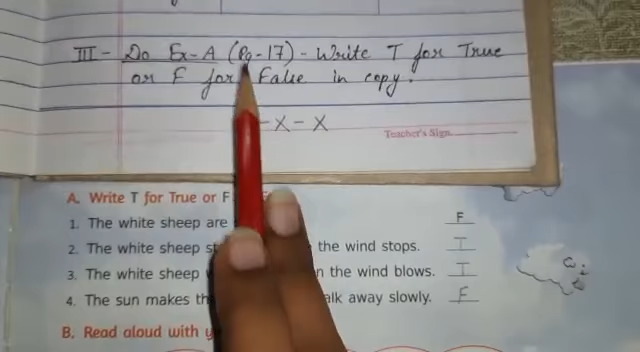 III - Do Ex-A (Pg-17) - Write T for True
or F for False in copy.
- X - X
Teacher's Sign
A. Write T for True or F
1. The white sheep are F
2. The white sheep the wind stops. T
3. The white sheep the wind blows. T
4. The sun makes walk away slowly. F
B. Read aloud with